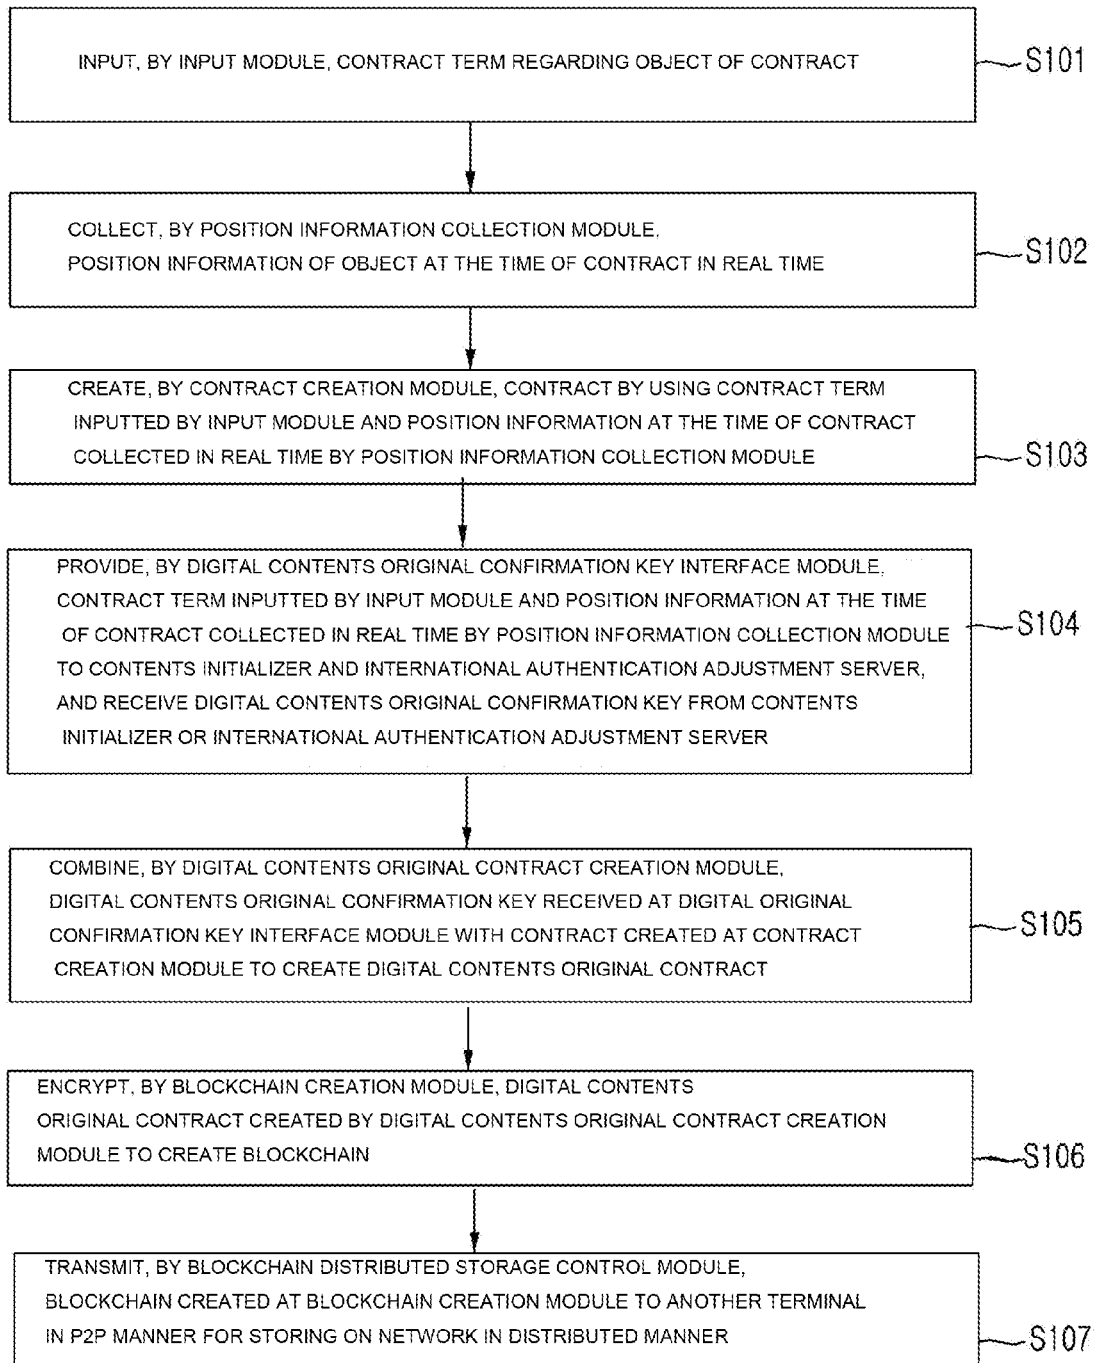 INPUT, BY INPUT MODULE, CONTRACT TERM REGARDING OBJECT OF CONTRACT
S101
COLLECT, BY POSITION INFORMATION COLLECTION MODULE,
POSITION INFORMATION OF OBJECT AT THE TIME OF CONTRACT IN REAL TIME
S102
CREATE, BY CONTRACT CREATION MODULE, CONTRACT BY USING CONTRACT TERM
INPUTTED BY INPUT MODULE AND POSITION INFORMATION AT THE TIME OF CONTRACT
COLLECTED IN REAL TIME BY POSITION INFORMATION COLLECTION MODULE
S103
PROVIDE, BY DIGITAL CONTENTS ORIGINAL CONFIRMATION KEY INTERFACE MODULE,
CONTRACT TERM INPUTTED BY INPUT MODULE AND POSITION INFORMATION AT THE TIME
OF CONTRACT COLLECTED IN REAL TIME BY POSITION INFORMATION COLLECTION MODULE
TO CONTENTS INITIALIZER AND INTERNATIONAL AUTHENTICATION ADJUSTMENT SERVER,
AND RECEIVE DIGITAL CONTENTS ORIGINAL CONFIRMATION KEY FROM CONTENTS
INITIALIZER OR INTERNATIONAL AUTHENTICATION ADJUSTMENT SERVER
S104
COMBINE, BY DIGITAL CONTENTS ORIGINAL CONTRACT CREATION MODULE,
DIGITAL CONTENTS ORIGINAL CONFIRMATION KEY RECEIVED AT DIGITAL ORIGINAL
CONFIRMATION KEY INTERFACE MODULE WITH CONTRACT CREATED AT CONTRACT
CREATION MODULE TO CREATE DIGITAL CONTENTS ORIGINAL CONTRACT
S105
ENCRYPT, BY BLOCKCHAIN CREATION MODULE, DIGITAL CONTENTS
ORIGINAL CONTRACT CREATED BY DIGITAL CONTENTS ORIGINAL CONTRACT CREATION
MODULE TO CREATE BLOCKCHAIN
S106
TRANSMIT, BY BLOCKCHAIN DISTRIBUTED STORAGE CONTROL MODULE,
BLOCKCHAIN CREATED AT BLOCKCHAIN CREATION MODULE TO ANOTHER TERMINAL
IN P2P MANNER FOR STORING ON NETWORK IN DISTRIBUTED MANNER
S107